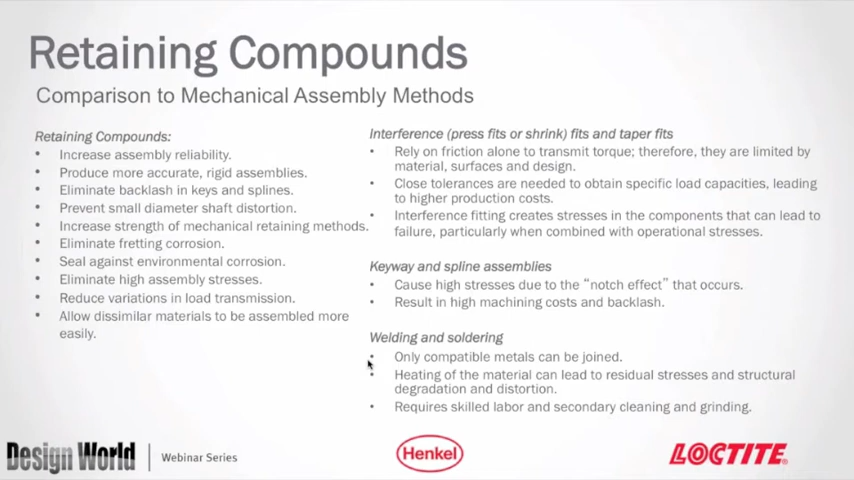 Retaining Compounds
Comparison to Mechanical Assembly Methods
Retaining Compounds:
• Increase assembly reliability.
• Produce more accurate, rigid assemblies.
• Eliminate backlash in keys and splines.
• Prevent small diameter shaft distortion.
• Increase strength of mechanical retaining methods.
• Eliminate fretting corrosion.
• Seal against environmental corrosion.
• Eliminate high assembly stresses.
• Reduce variations in load transmission.
• Allow dissimilar materials to be assembled more
easily.
Interference (press fits or shrink) fits and taper fits
• Rely on friction alone to transmit torque; therefore, they are limited by
material, surfaces and design.
• Close tolerances are needed to obtain specific load capacities, leading
to higher production costs.
• Interference fitting creates stresses in the components that can lead to
failure, particularly when combined with operational stresses.
Keyway and spline assemblies
• Cause high stresses due to the “notch effect” that occurs.
• Result in high machining costs and backlash.
Welding and soldering
• Only compatible metals can be joined.
• Heating of the material can lead to residual stresses and structural
degradation and distortion.
• Requires skilled labor and secondary cleaning and grinding.
Design World
Webinar Series
Henkel
LOCTITE®